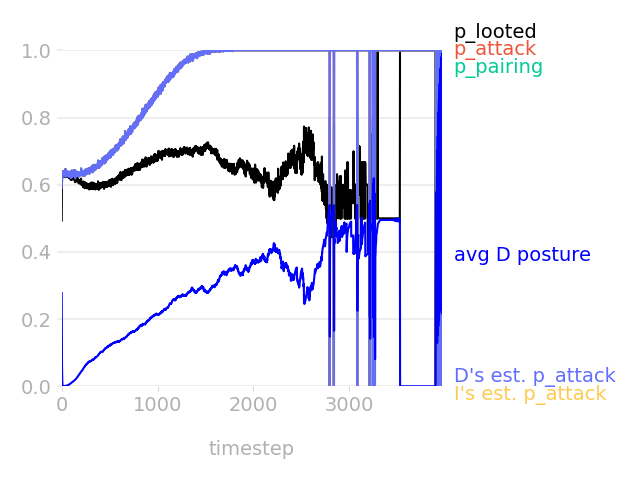 p_looted
p_attack
p_pairing
1.0
0.8
0.6
0.4
0.2
0.0
avg D posture
D's est. p_attack
I's est. p_attack
0
1000
2000
3000
timestep